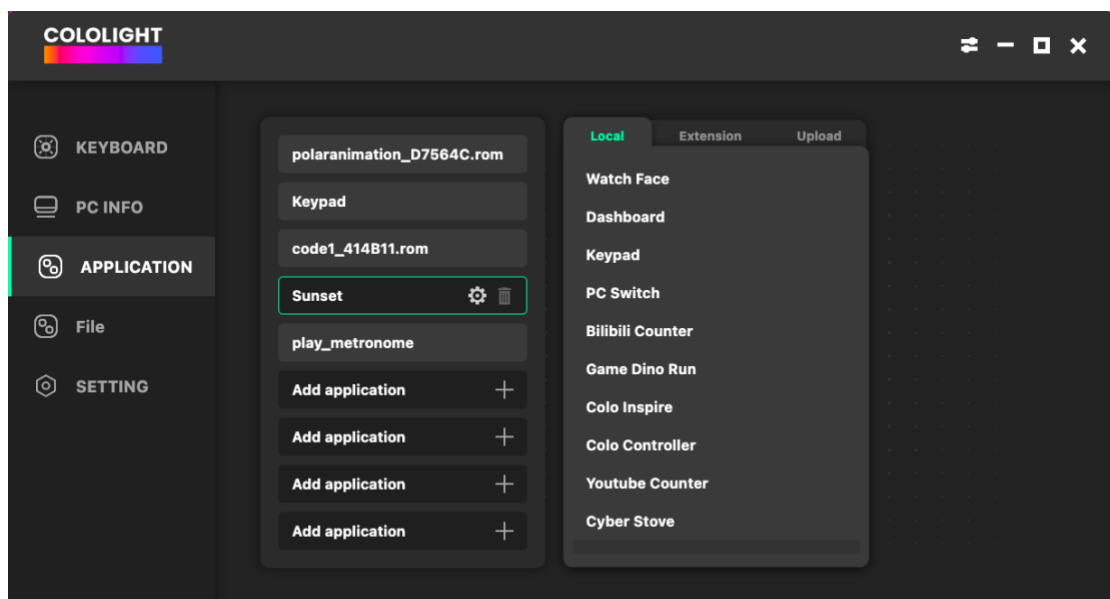 COLOLIGHT
KEYBOARD
PC INFO
APPLICATION
File
SETTING
polaranimation_D7564C.rom
Keypad
code1_414B11.rom
Sunset
play_metronome
Add application
Add application
Add application
Add application
Local Extension Upload
Watch Face
Dashboard
Keypad
PC Switch
Bilibili Counter
Game Dino Run
Colo Inspire
Colo Controller
Youtube Counter
Cyber Stove